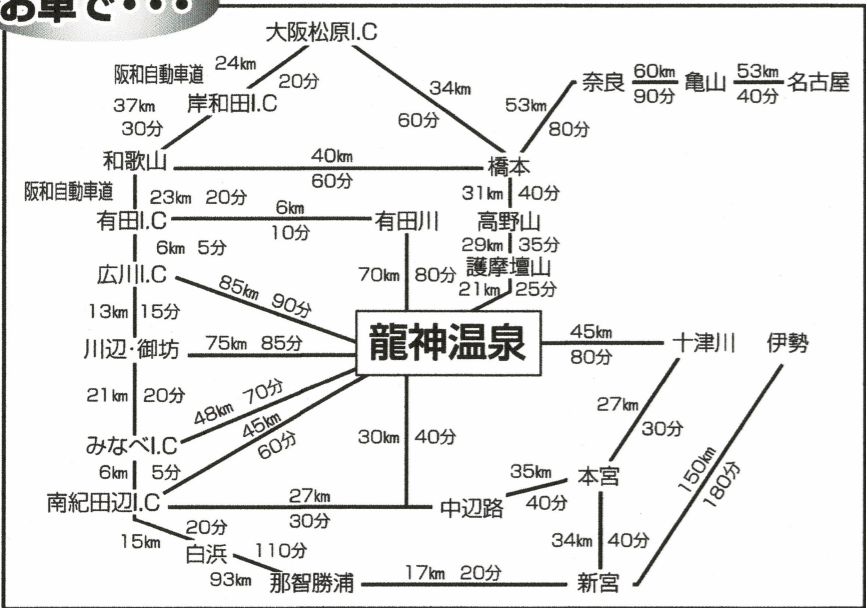 お車で・・・
大阪松原I.C
阪和自動車道
24km
20分
岸和田I.C
37km
30分
34km
60分
奈良
60km
90分
亀山
53km
40分
名古屋
53km
80分
和歌山
40km
60分
橋本
阪和自動車道
23km 20分
31km 40分
有田I.C
6km
10分
有田川
高野山
6km 5分
29km 35分
護摩壇山
広川I.C
85km 90分
70km 80分
21km 25分
13km 15分
川辺・御坊
75km 85分
龍神温泉
45km
80分
十津川
伊勢
21km 20分
48km 70分
45km
60分
30km 40分
27km
30分
みなべI.C
6km 5分
南紀田辺I.C
27km
30分
中辺路
35km
40分
本宮
150km
180分
15km
20分
白浜
110分
93km
那智勝浦
17km 20分
34km 40分
新宮